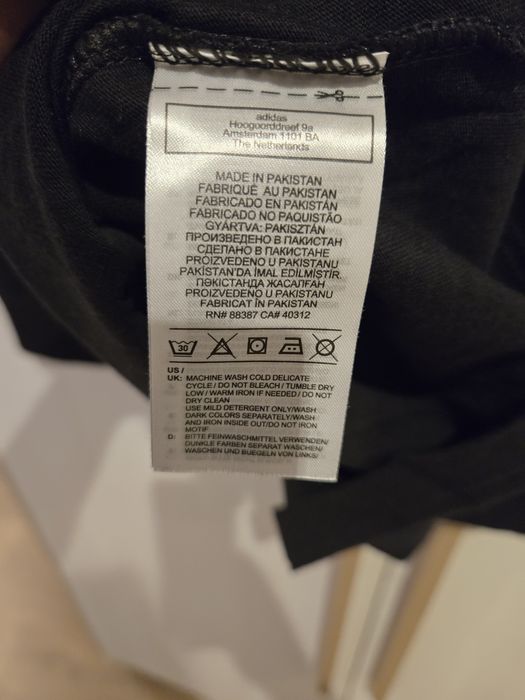 adidas
Hoogoorddreef 9a
Amsterdam 1101 BA
The Netherlands
MADE IN PAKISTAN
FABRIQUÉ AU PAKISTAN
FABRICADO EN PAKISTÁN
FABRICADO NO PAQUISTÃO
GYÁRTVA: PAKISZTÁN
ПРОИЗВЕДЕНО В ПАКИСТАН
СДЕЛАНО В ПАКИСТАНЕ
PROIZVEDENO U PAKISTANU
PAKİSTAN'DA İMAL EDİLMİŞTİR.
ПӘКІСТАНДА ЖАСАЛҒАН
PROIZVEDENO U PAKISTANU
FABRICAT ÎN PAKISTAN
RN# 88387 CA# 40312
30
US /
UK: MACHINE WASH COLD DELICATE
CYCLE / DO NOT BLEACH / TUMBLE DRY
LOW / WARM IRON IF NEEDED / DO NOT
DRY CLEAN
USE MILD DETERGENT ONLY/WASH
DARK COLORS SEPARATELY/WASH
AND IRON INSIDE OUT/DO NOT IRON
MOTIF
D: BITTE FEINWASCHMITTEL VERWENDEN/
DUNKLE FARBEN SEPARAT WASCHEN/
WASCHEN UND BUEGELN VON LINKS/